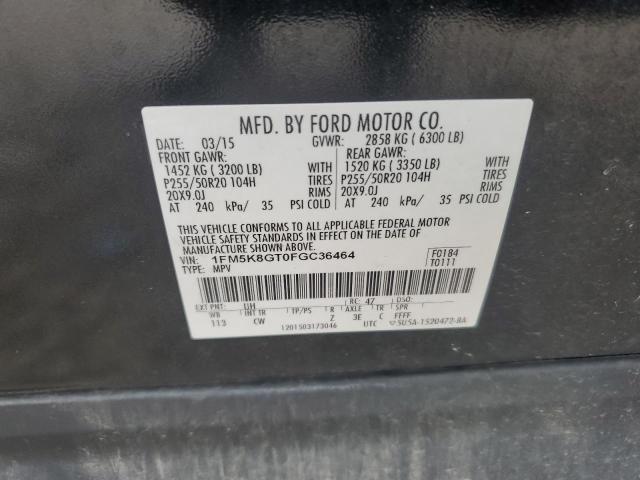 MFD. BY FORD MOTOR CO.
DATE: 03/15 GVWR: 2858 KG ( 6300 LB)
FRONT GAWR: REAR GAWR:
1452 KG ( 3200 LB) WITH 1520 KG ( 3350 LB)
P255/50R20 104H TIRES P255/50R20 104H
20X9.0J RIMS 20X9.0J
AT 240 kPa/ 35 PSI COLD AT 240 kPa/ 35 PSI COLD
THIS VEHICLE CONFORMS TO ALL APPLICABLE FEDERAL MOTOR
VEHICLE SAFETY STANDARDS IN EFFECT ON THE DATE OF
MANUFACTURE SHOWN ABOVE.
VIN: 1FM5K8GT0FGC36464 F0184
TYPE: MPV T0111
EXT PNT: UH RC: 47 DSO:
WB INT TR TP/PS R AXLE TR SPR
113 CW Z 3E C FFFF
1201503173046 UTC 5U5A-1520472-BA